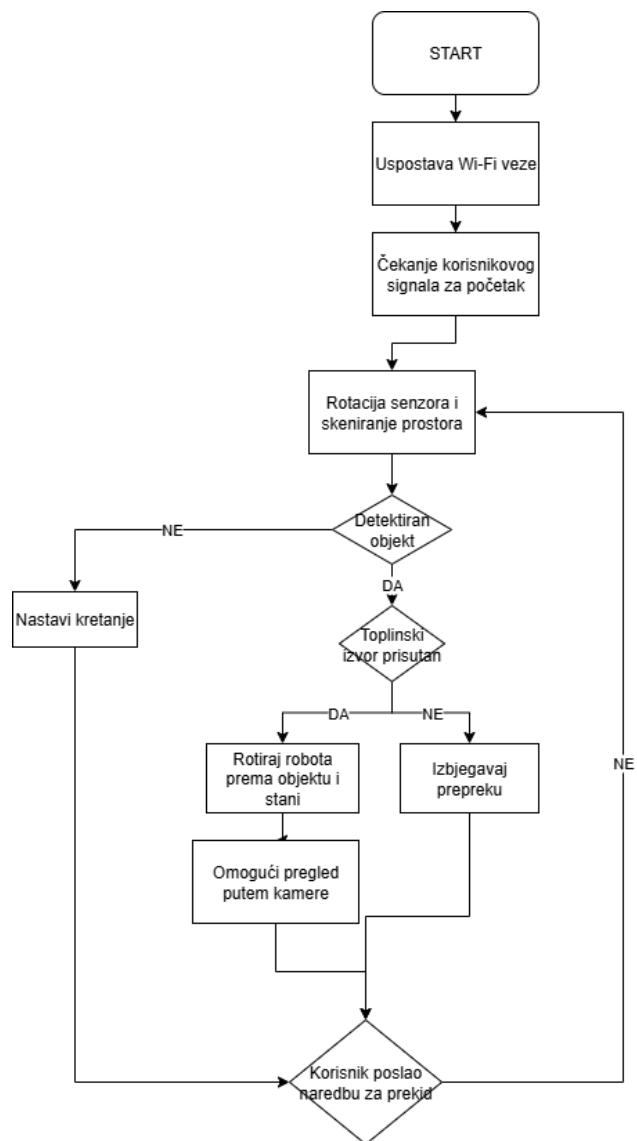 START
Uspostava Wi-Fi veze
Čekanje korisnikovog
signala za početak
Rotacija senzora i
skeniranje prostora
Detektiran
objekt
NE
DA
Nastavi kretanje
Toplinski
izvor prisutan
DA
NE
Rotiraj robota
prema objektu i
stani
Izbjegavaj
prepreku
NE
Omogući pregled
putem kamere
Korisnik poslao
naredbu za prekid